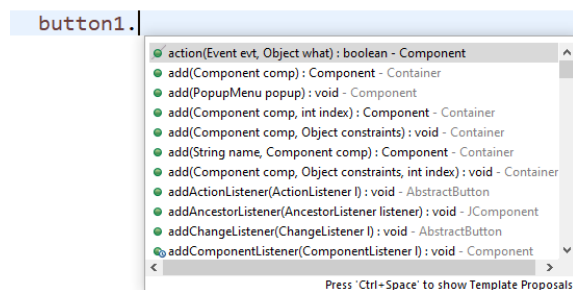 button1.
action(Event evt, Object what) : boolean - Component
add(Component comp) : Component - Container
add(PopupMenu popup) : void - Component
add(Component comp, int index) : Component - Container
add(Component comp, Object constraints) : void - Container
add(String name, Component comp) : Component - Container
add(Component comp, Object constraints, int index) : void - Container
addActionListener(ActionListener l) : void - AbstractButton
addAncestorListener(AncestorListener listener) : void - JComponent
addChangeListener(ChangeListener l) : void - AbstractButton
addComponentListener(ComponentListener l) : void - Component
Press 'Ctrl+Space' to show Template Proposals